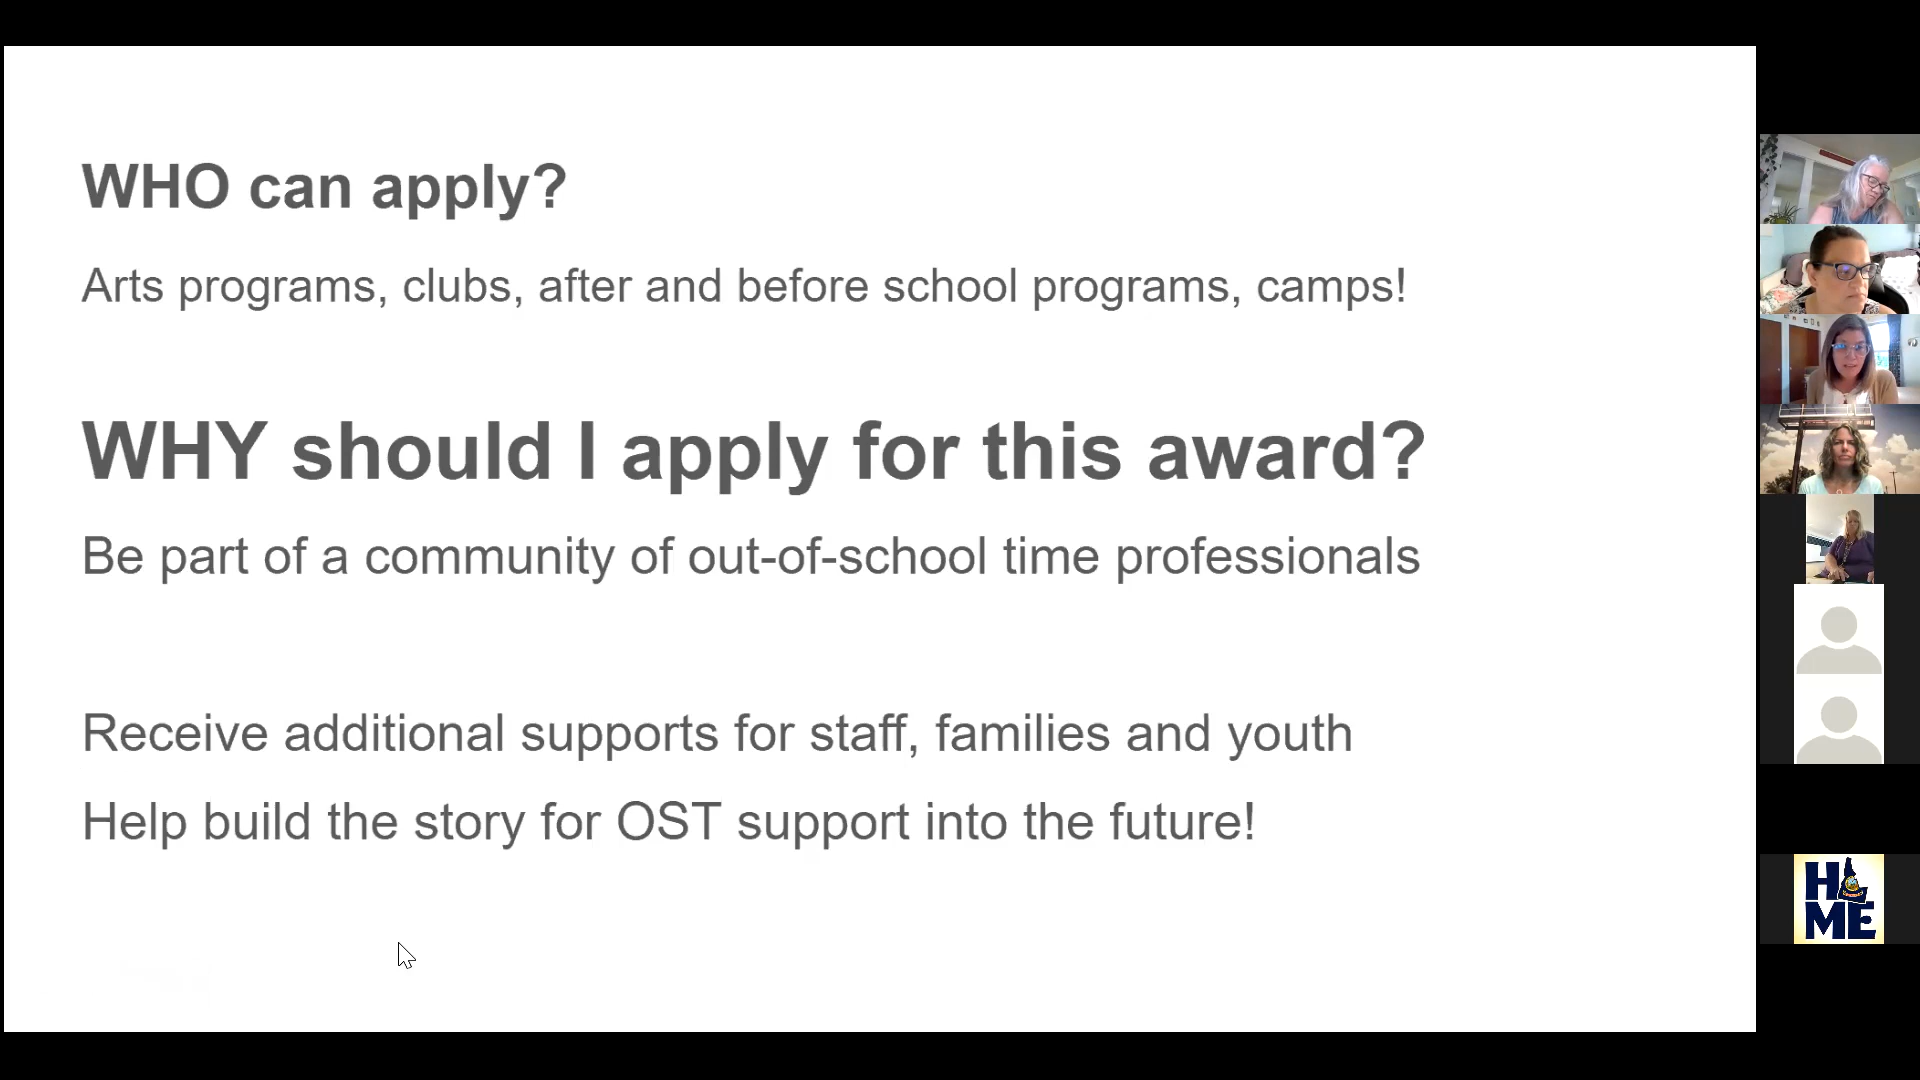 WHO can apply?
Arts programs, clubs, after and before school programs, camps!
WHY should I apply for this award?
Be part of a community of out-of-school time professionals
Receive additional supports for staff, families and youth
Help build the story for OST support into the future!
H ME